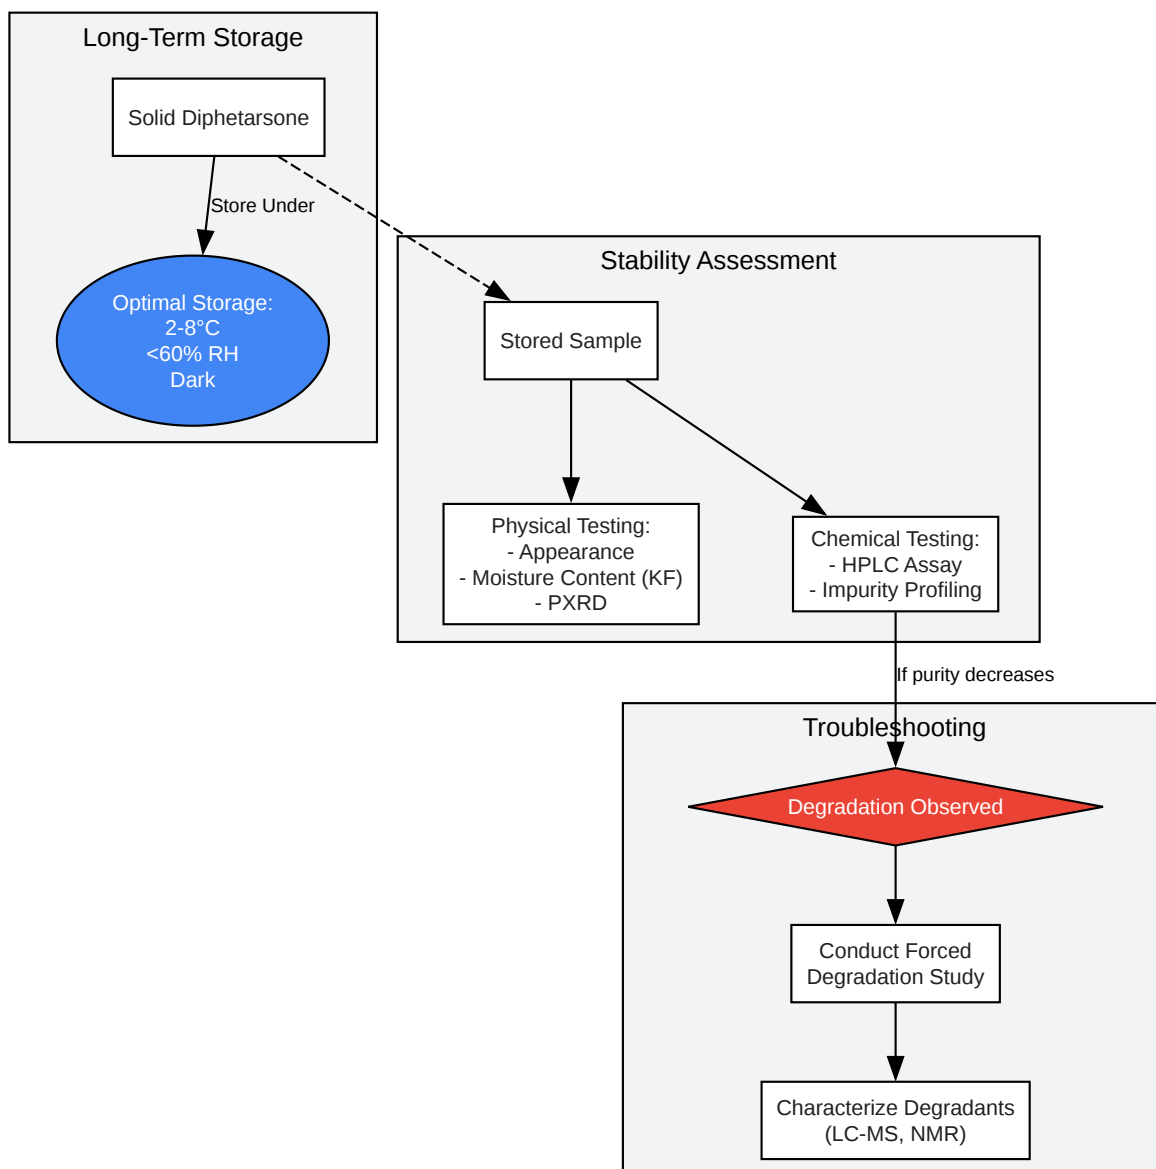 Long-Term Storage
Solid Diphetarsone
Store Under
Optimal Storage:
2-8°C
<60% RH
Dark
Stability Assessment
Stored Sample
Physical Testing:
- Appearance
- Moisture Content (KF)
- PXRD
Chemical Testing:
- HPLC Assay
- Impurity Profiling
If purity decreases
Troubleshooting
Degradation Observed
Conduct Forced
Degradation Study
Characterize Degradants
(LC-MS, NMR)